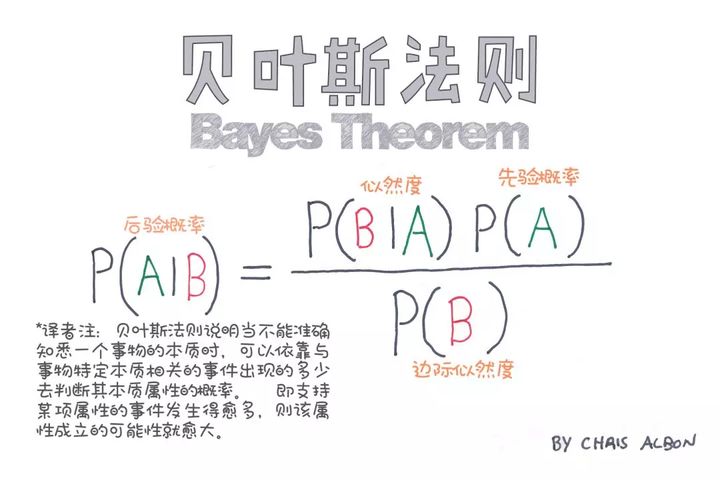 贝叶斯法则
Bayes Theorem
后验概率
似然度
先验概率
P(A|B) = P(B|A) P(A)
P(B)
边际似然度
*译者注: 贝叶斯法则说明当不能准确
知悉一个事物的本质时, 可以依靠与
事物特定本质相关的事件出现的多少
去判断其本质属性的概率。 即支持
某项属性的事件发生得愈多, 则该属
性成立的可能性就愈大。
BY CHRIS ALBON